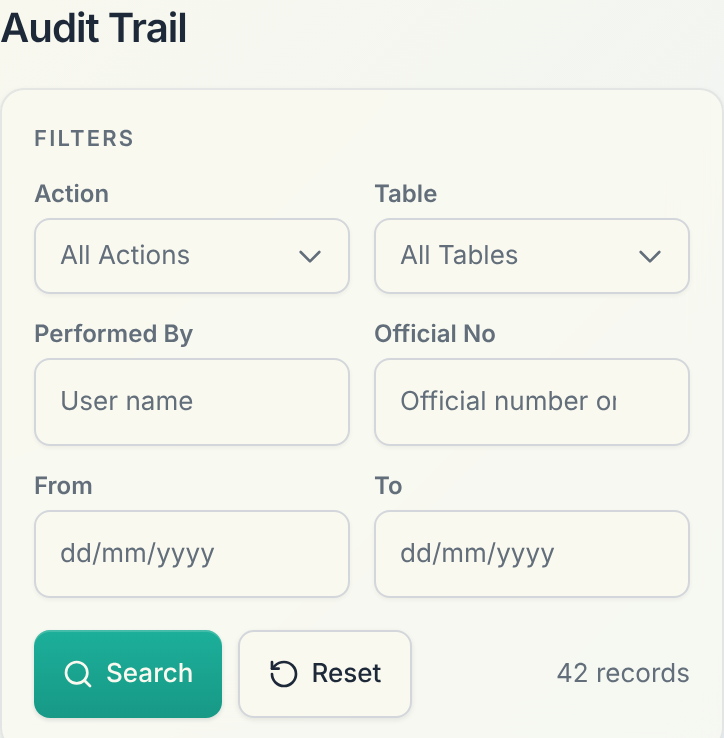 Audit Trail
FILTERS
Action Table
All Actions All Tables
Performed By Official No
User name Official number or
From To
dd/mm/yyyy dd/mm/yyyy
Search Reset 42 records